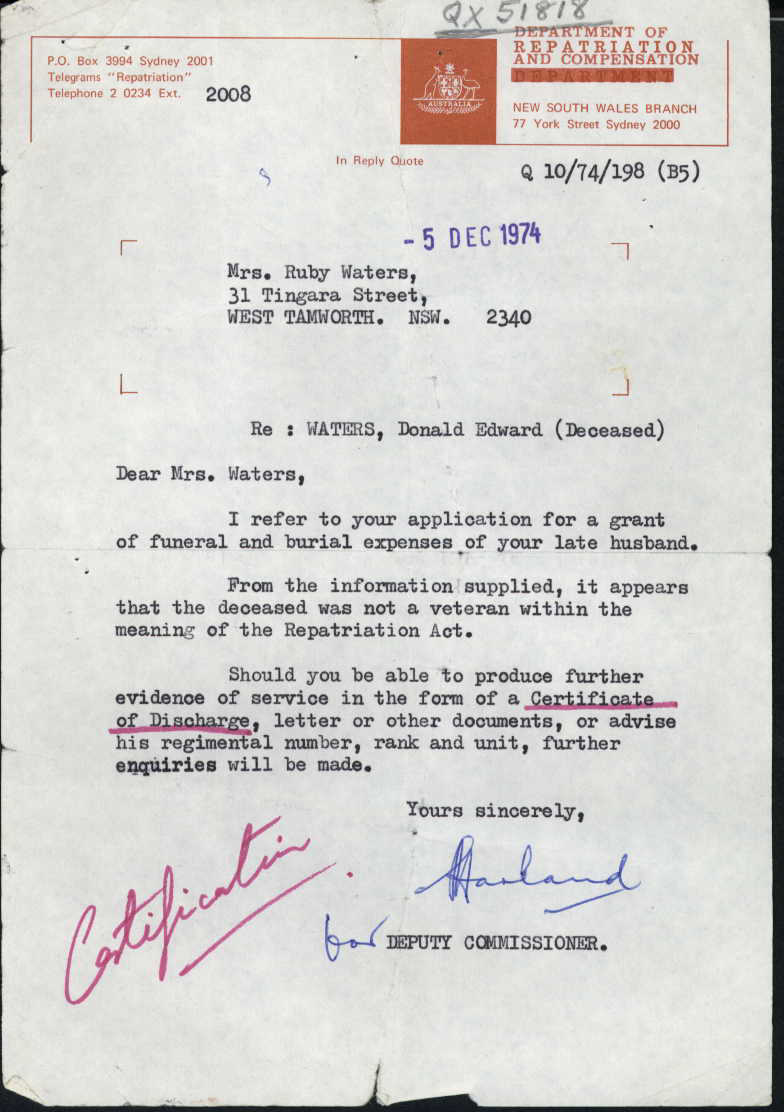 QX 51818
P.O. Box 3994 Sydney 2001
Telegrams "Repatriation"
Telephone 2 0234 Ext. 2008
AUSTRALIA
DEPARTMENT OF
REPATRIATION
AND COMPENSATION
DEPARTMENT
NEW SOUTH WALES BRANCH
77 York Street Sydney 2000
In Reply Quote
Q 10/74/198 (B5)
- 5 DEC 1974
Mrs. Ruby Waters,
31 Tingara Street,
WEST TAMWORTH. NSW. 2340
Re : WATERS, Donald Edward (Deceased)
Dear Mrs. Waters,
I refer to your application for a grant
of funeral and burial expenses of your late husband.
From the information supplied, it appears
that the deceased was not a veteran within the
meaning of the Repatriation Act.
Should you be able to produce further
evidence of service in the form of a Certificate
of Discharge, letter or other documents, or advise
his regimental number, rank and unit, further
enquiries will be made.
Yours sincerely,
Certification
for DEPUTY COMMISSIONER.